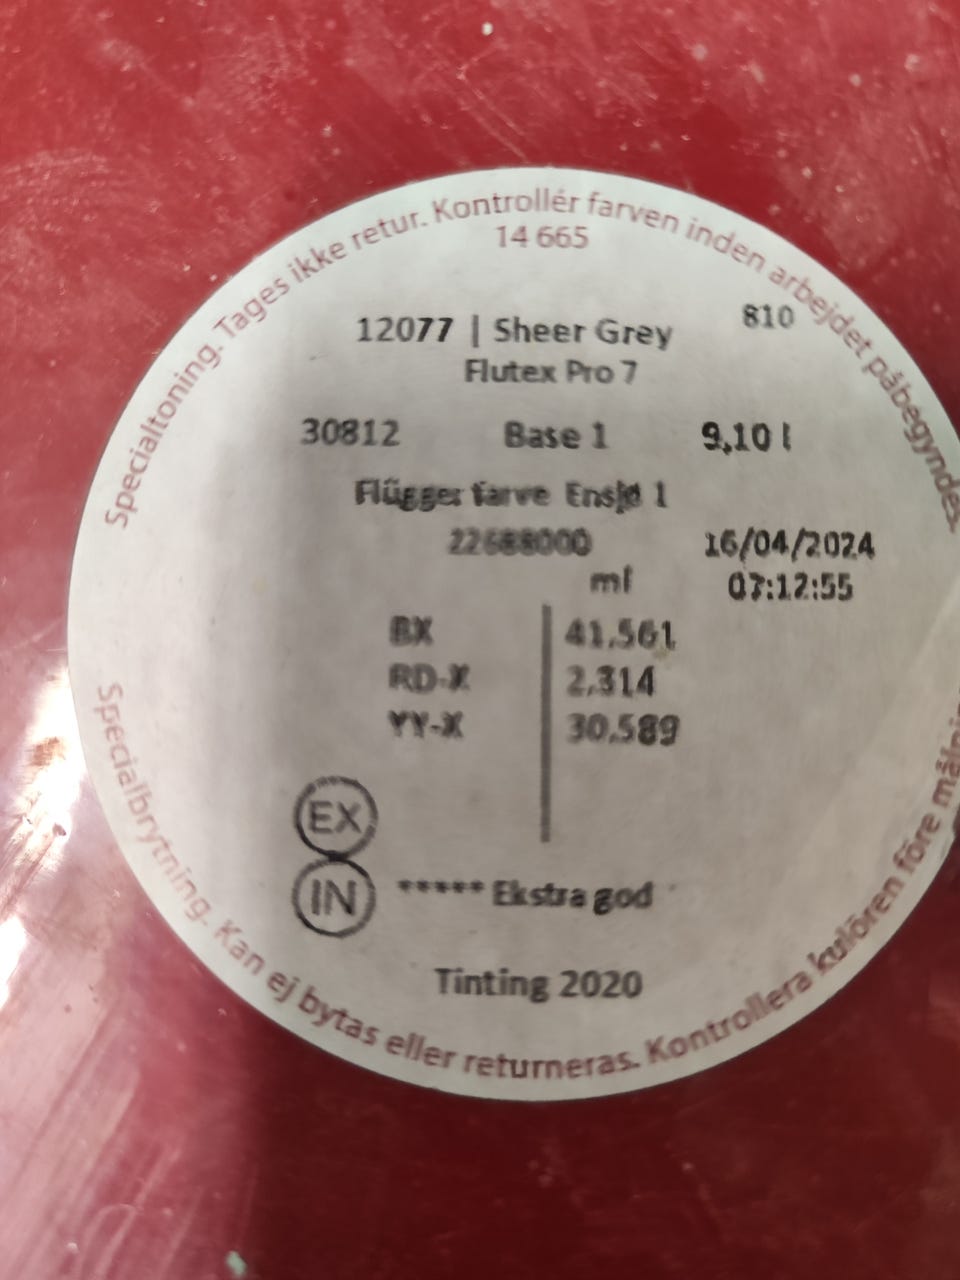 Specialtoning. Tages ikke retur. Kontrollér farven inden arbejdet påbegyndes.
14 665
810
12077 | Sheer Grey
Flutex Pro 7
30812 Base 1 9,10 l
Flügger farve Ensjø 1
22688000 16/04/2024
ml 07:12:55
BX 41,561
RD-X 2,314
YY-X 30,589
EX
IN ***** Ekstra god
Tinting 2020
Specialbrytning. Kan ej bytas eller returneras. Kontrollera kulören före